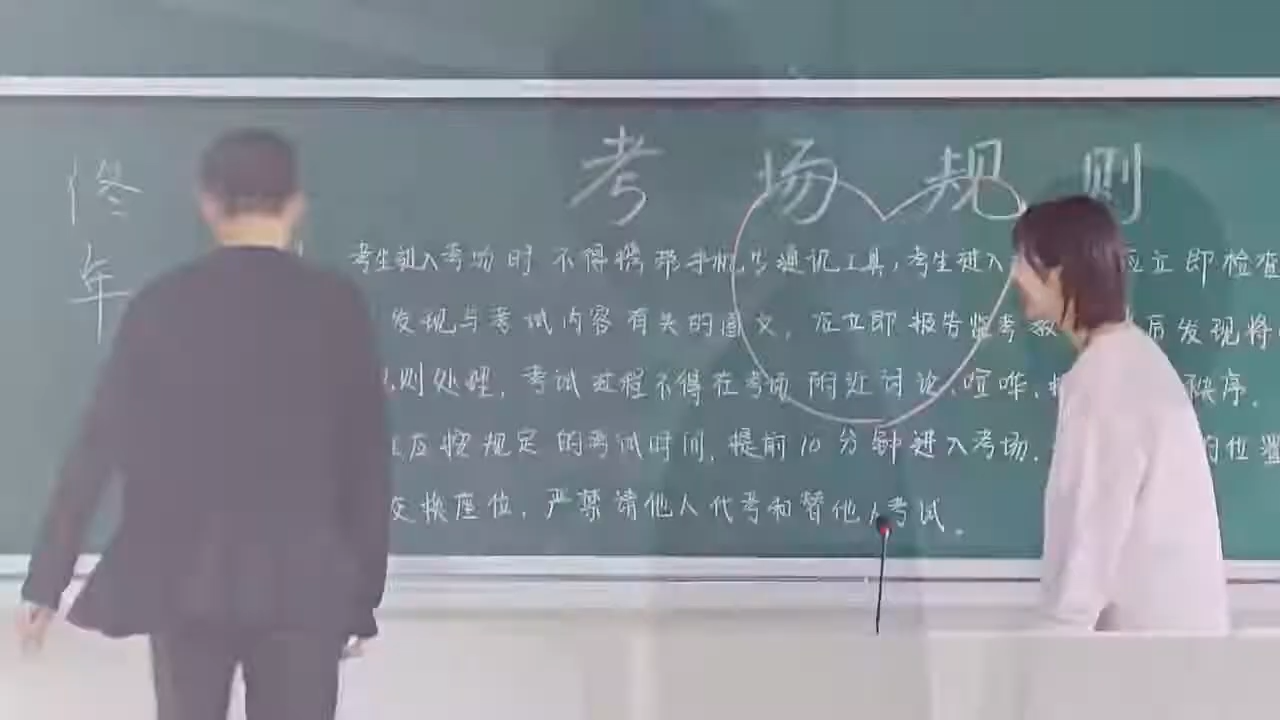 考场规则
考生进入考场时不得携带手机 通讯工具,考生进入 应立即检查
发现与考试内容有关的图文,应立即报告监考教 后发现将
则处理,考试过程不得在考场附近讨论、喧哗, 秩序。
应按规定的考试时间,提前10分钟进入考场. 的位置
交换座位,严禁请他人代考和替他人考试。
佟
年